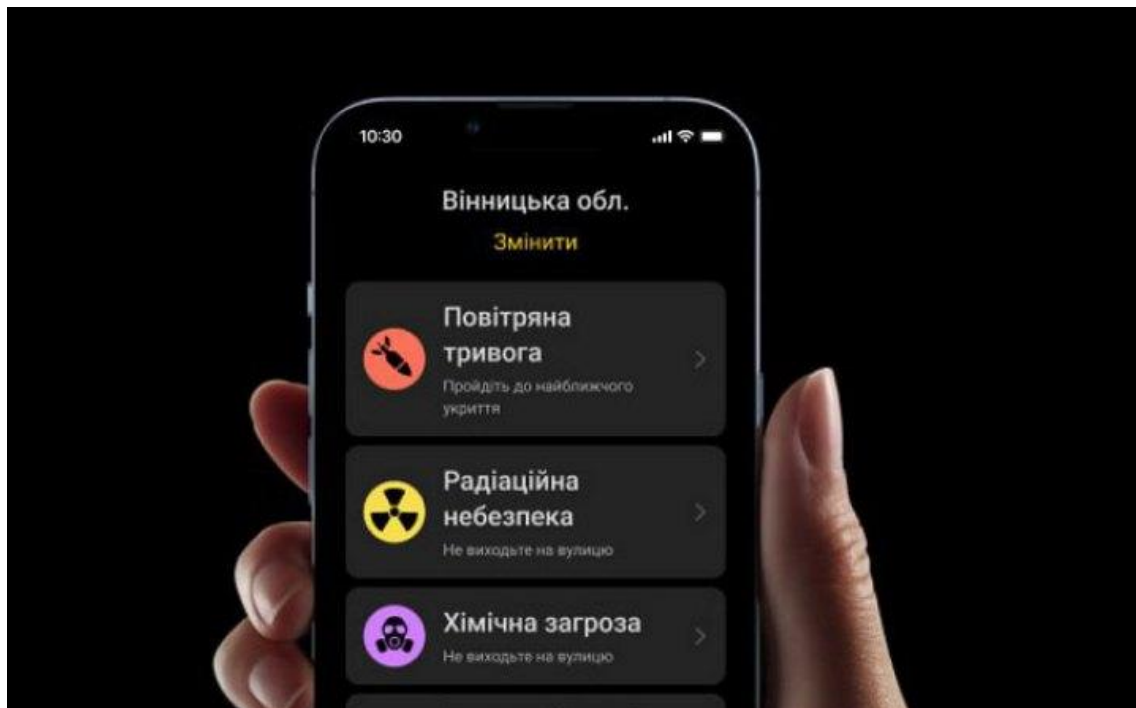 10:30
Вінницька обл.
Змінити
Повітряна
тривога
Пройдіть до найближчого
укриття
Радіаційна
небезпека
Не виходьте на вулицю
Хімічна загроза
Не виходьте на вулицю